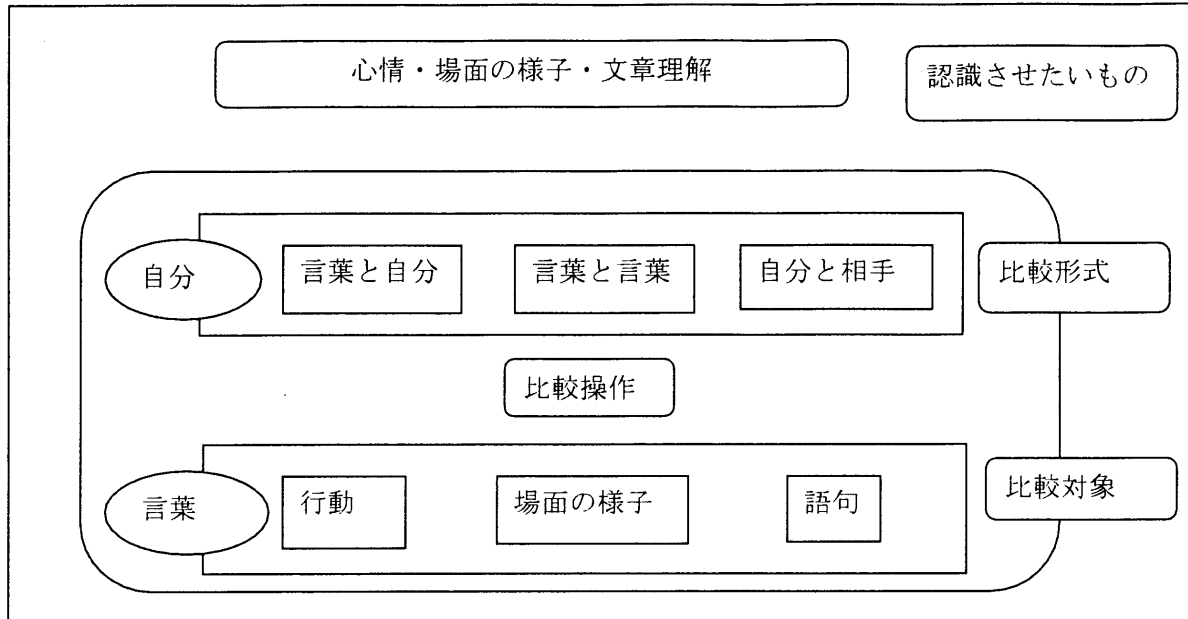 心情・場面の様子・文章理解
認識させたいもの
自分
言葉と自分
言葉と言葉
自分と相手
比較形式
比較操作
言葉
行動
場面の様子
語句
比較対象